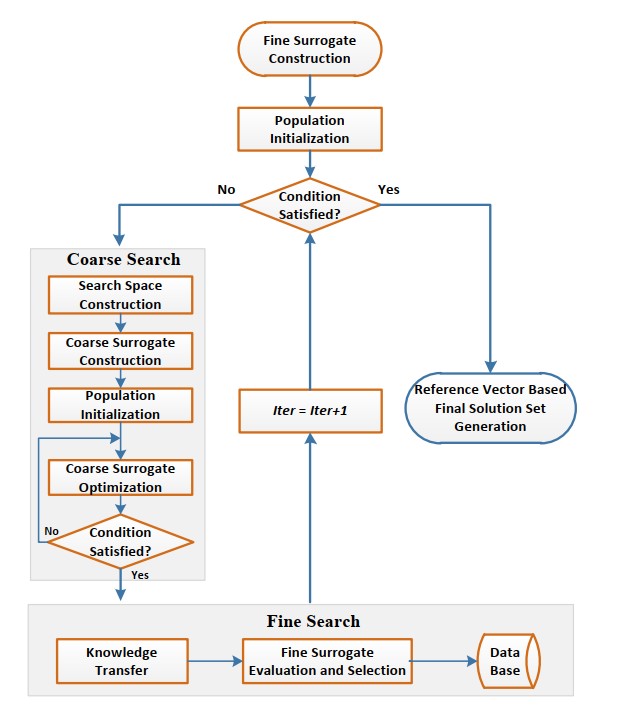 Fine Surrogate
Construction
Population
Initialization
No
Yes
Condition
Satisfied?
Coarse Search
Search Space
Construction
Coarse Surrogate
Construction
Population
Initialization
Coarse Surrogate
Optimization
No
Condition
Satisfied?
Yes
Iter = Iter+1
Reference Vector Based
Final Solution Set
Generation
Fine Search
Knowledge
Transfer
Fine Surrogate
Evaluation and Selection
Data
Base